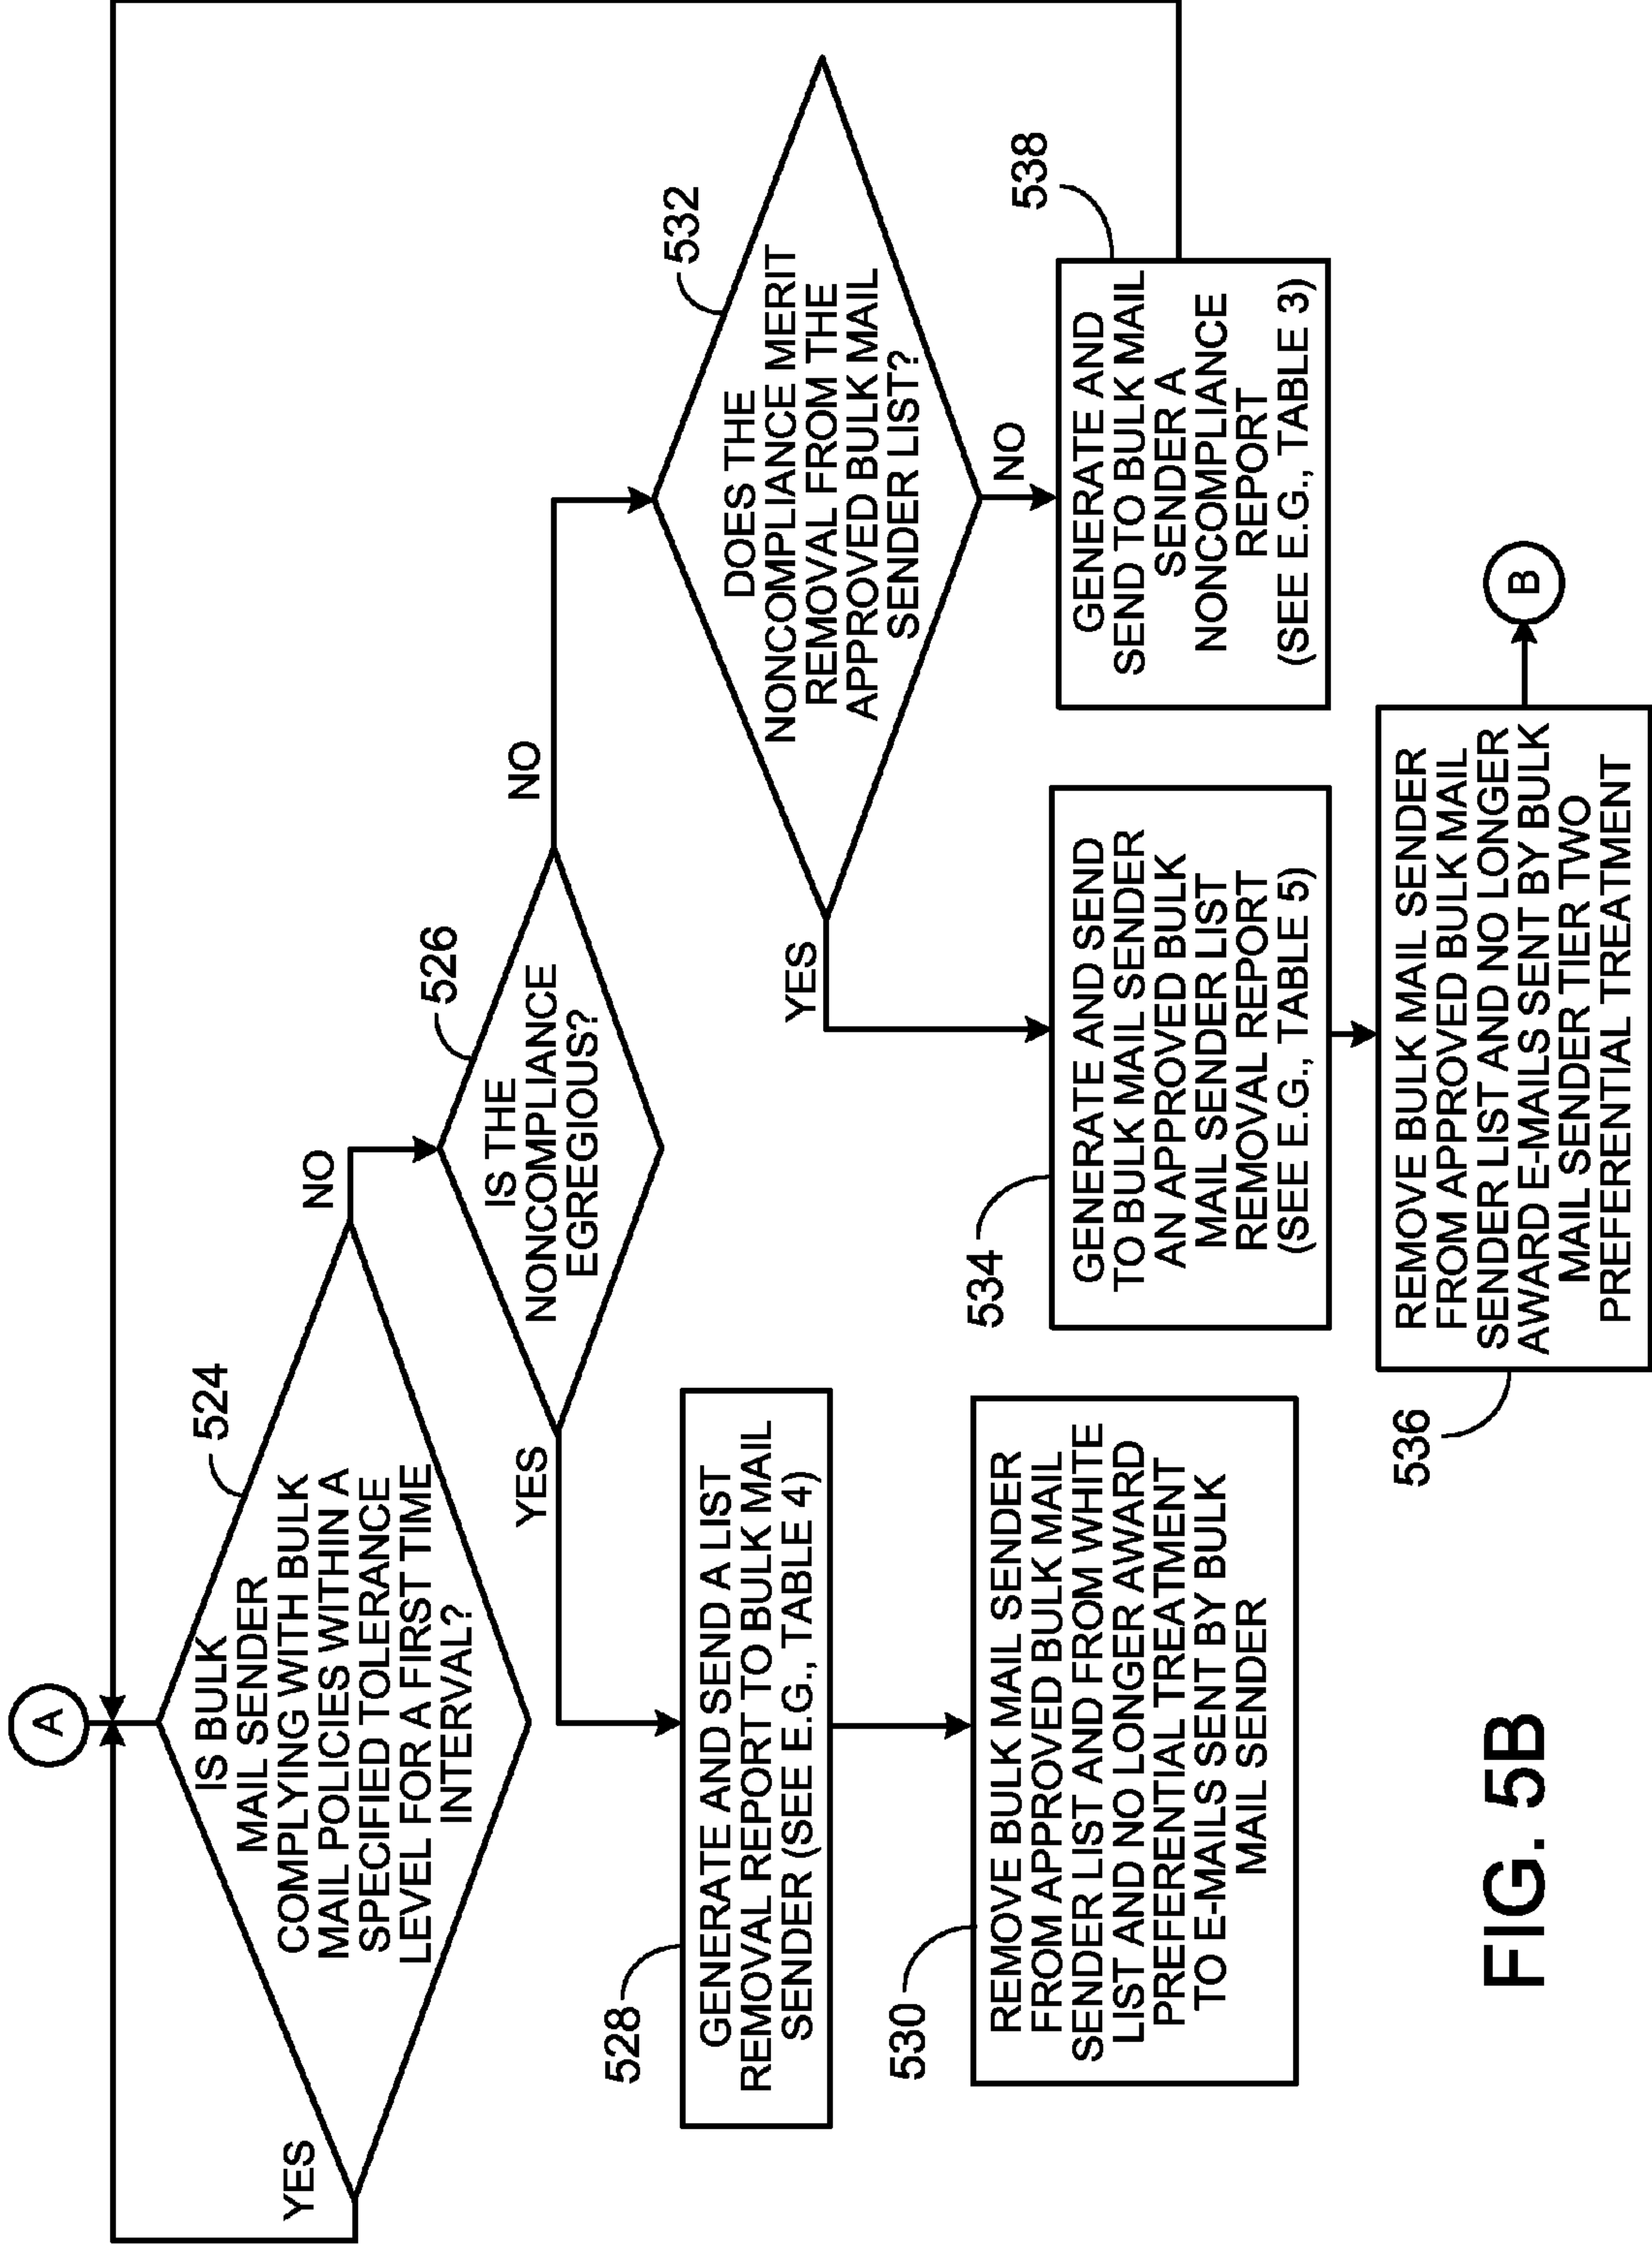 A
524
IS BULK
MAIL SENDER
COMPLYING WITH BULK
MAIL POLICIES WITHIN A
SPECIFIED TOLERANCE
LEVEL FOR A FIRST TIME
INTERVAL?
YES
NO
526
IS THE
NONCOMPLIANCE
EGREGIOUS?
YES
NO
528
GENERATE AND SEND A LIST
REMOVAL REPORT TO BULK MAIL
SENDER (SEE E.G., TABLE 4)
530
REMOVE BULK MAIL SENDER
FROM APPROVED BULK MAIL
SENDER LIST AND FROM WHITE
LIST AND NO LONGER AWARD
PREFERENTIAL TREATMENT
TO E-MAILS SENT BY BULK
MAIL SENDER
532
DOES THE
NONCOMPLIANCE MERIT
REMOVAL FROM THE
APPROVED BULK MAIL
SENDER LIST?
YES
NO
534
GENERATE AND SEND
TO BULK MAIL SENDER
AN APPROVED BULK
MAIL SENDER LIST
REMOVAL REPORT
(SEE E.G., TABLE 5)
538
GENERATE AND
SEND TO BULK MAIL
SENDER A
NONCOMPLIANCE
REPORT
(SEE E.G., TABLE 3)
536
REMOVE BULK MAIL SENDER
FROM APPROVED BULK MAIL
SENDER LIST AND NO LONGER
AWARD E-MAILS SENT BY BULK
MAIL SENDER TIER TWO
PREFERENTIAL TREATMENT
B
FIG. 5B